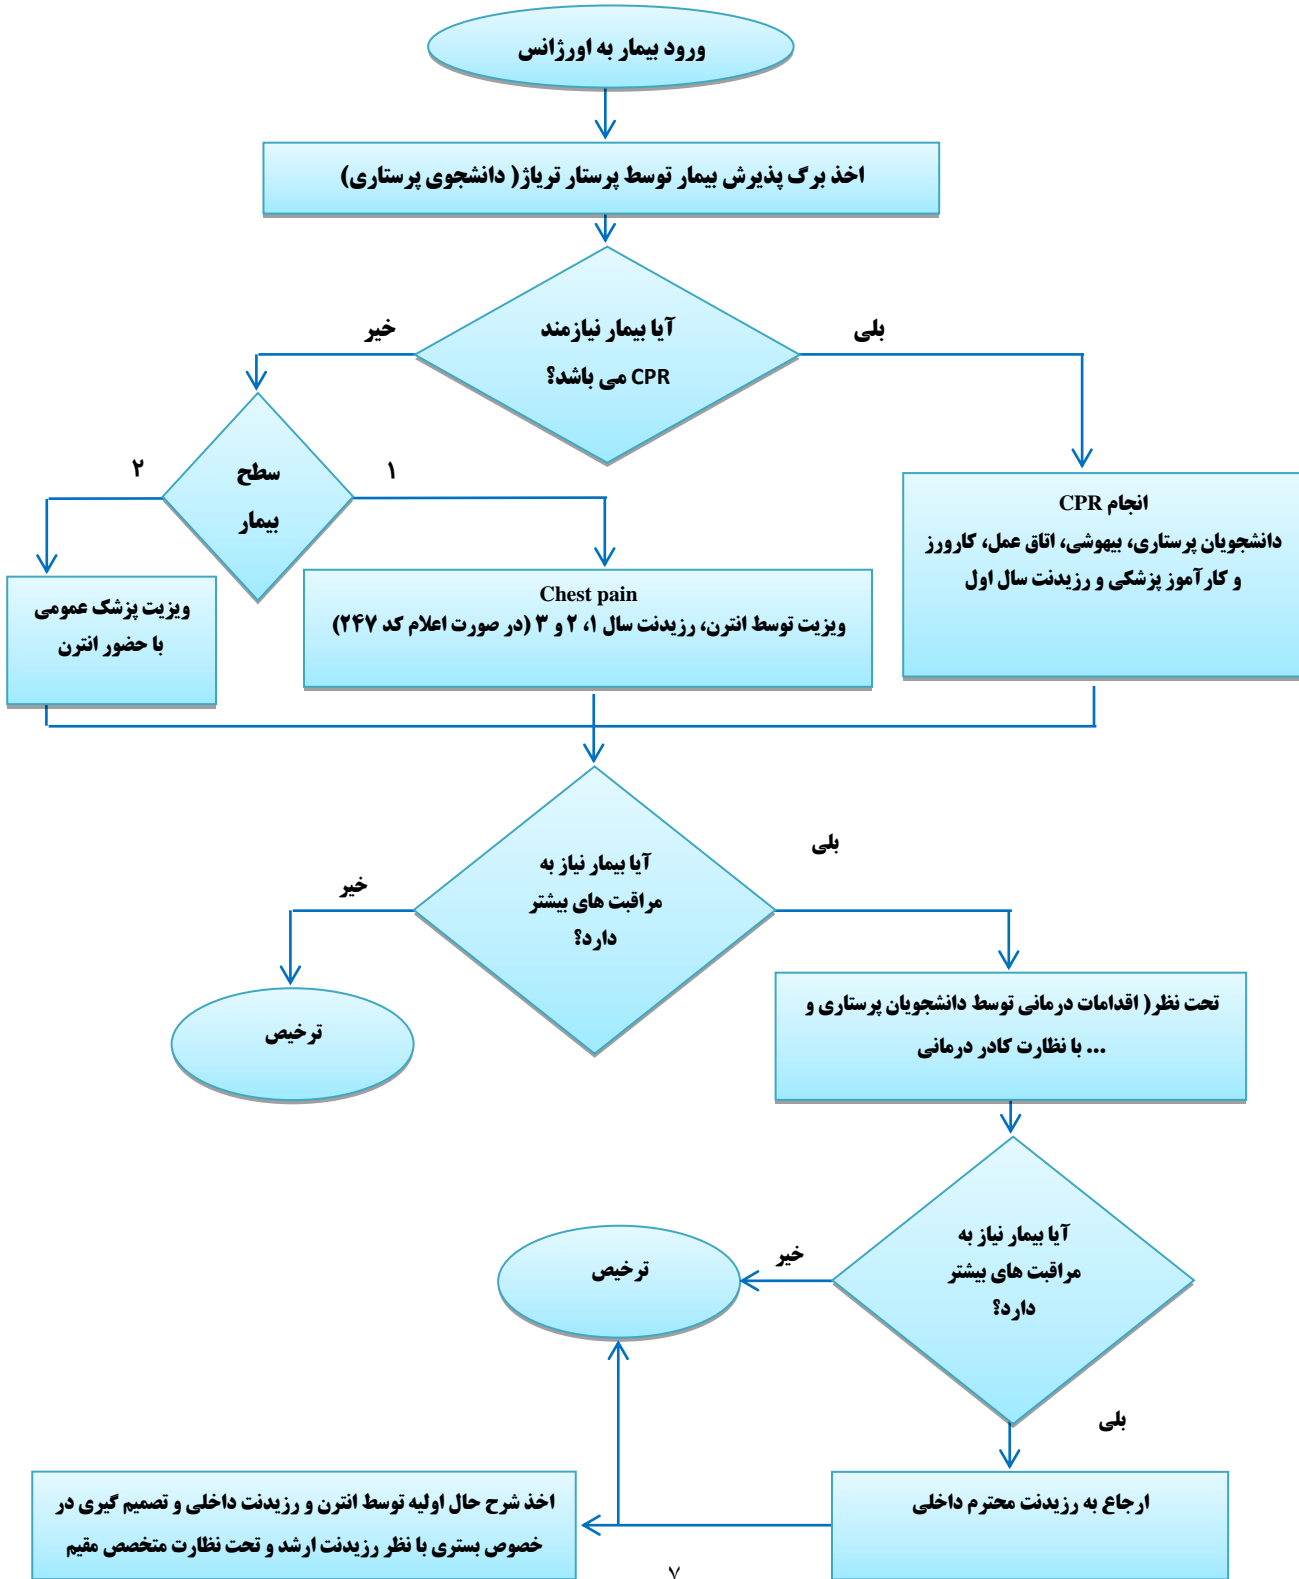 ورود بیمار به اورژانس
اخذ برگ پذیرش بیمار توسط پرستار تریاژ( دانشجوی پرستاری)
آیا بیمار نیازمند
CPR می باشد؟
بلی
خیر
انجام CPR
دانشجویان پرستاری، بیهوشی، اتاق عمل، کارورز
و کارآموز پزشکی و رزیدنت سال اول
سطح
بیمار
۱
۲
Chest pain
ویزیت توسط انترن، رزیدنت سال ۱، ۲ و ۳ (در صورت اعلام کد ۲۴۷)
ویزیت پزشک عمومی
با حضور انترن
آیا بیمار نیاز به
مراقبت های بیشتر
دارد؟
بلی
خیر
ترخیص
تحت نظر( اقدامات درمانی توسط دانشجویان پرستاری و
... با نظارت کادر درمانی
آیا بیمار نیاز به
مراقبت های بیشتر
دارد؟
خیر
ترخیص
بلی
ارجاع به رزیدنت محترم داخلی
اخذ شرح حال اولیه توسط انترن و رزیدنت داخلی و تصمیم گیری در
خصوص بستری با نظر رزیدنت ارشد و تحت نظارت متخصص مقیم
۷